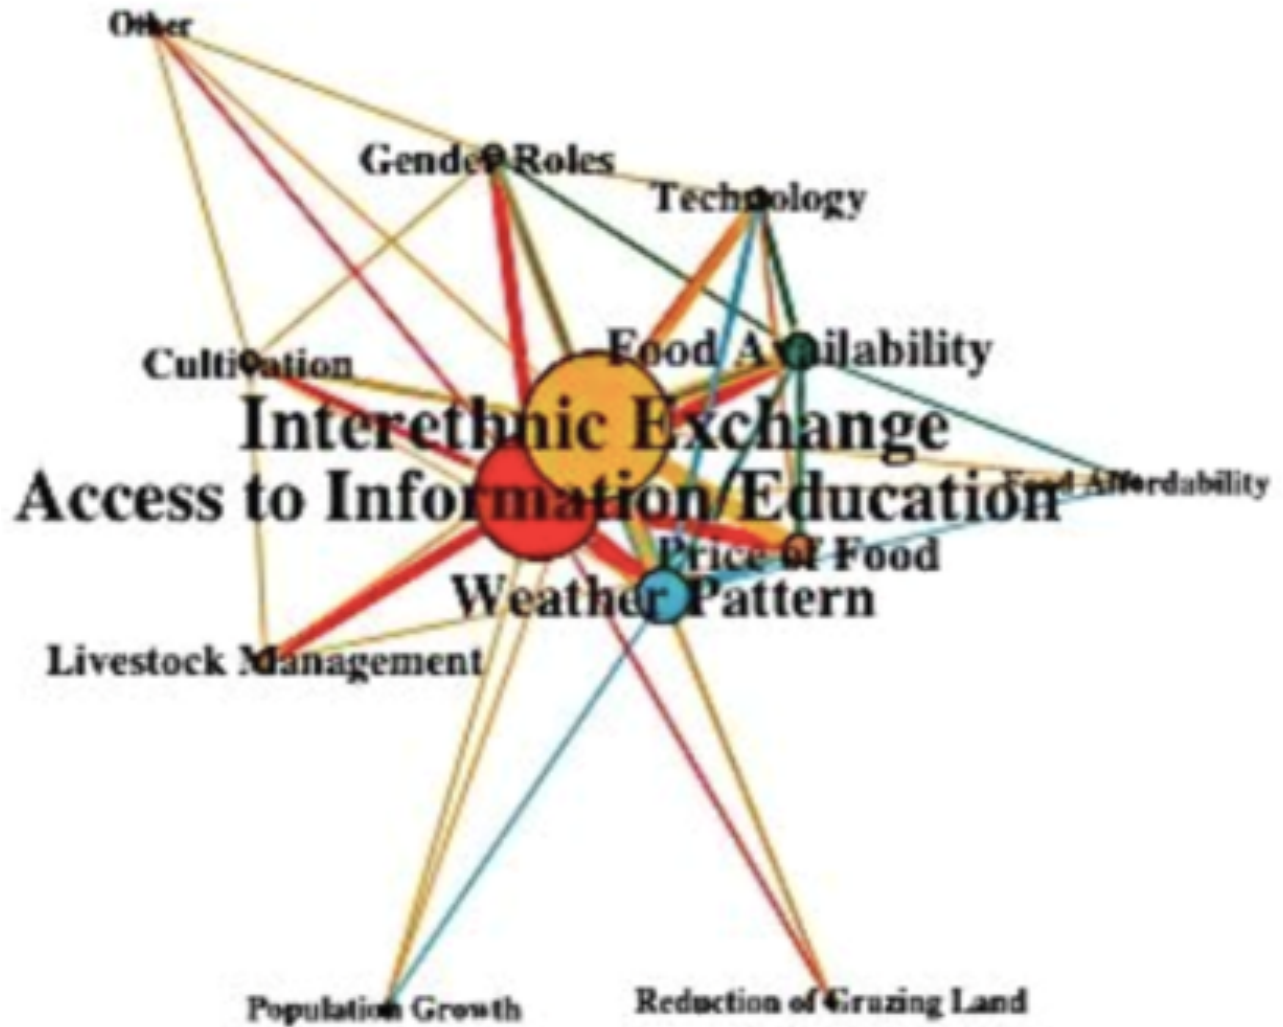 Other
Gender Roles
Technology
Food Availability
Cultivation
Interethnic Exchange
Food Affordability
Access to Information/Education
Price of Food
Weather Pattern
Livestock Management
Population Growth
Reduction of Grazing Land